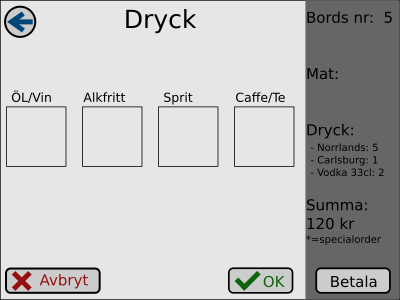 Dryck
ÖL/Vin Alkfritt Sprit Caffe/Te
Avbryt OK
Bords nr: 5
Mat:
Dryck:
- Norrlands: 5
- Carlsburg: 1
- Vodka 33cl: 2
Summa:
120 kr
*=specialorder
Betala